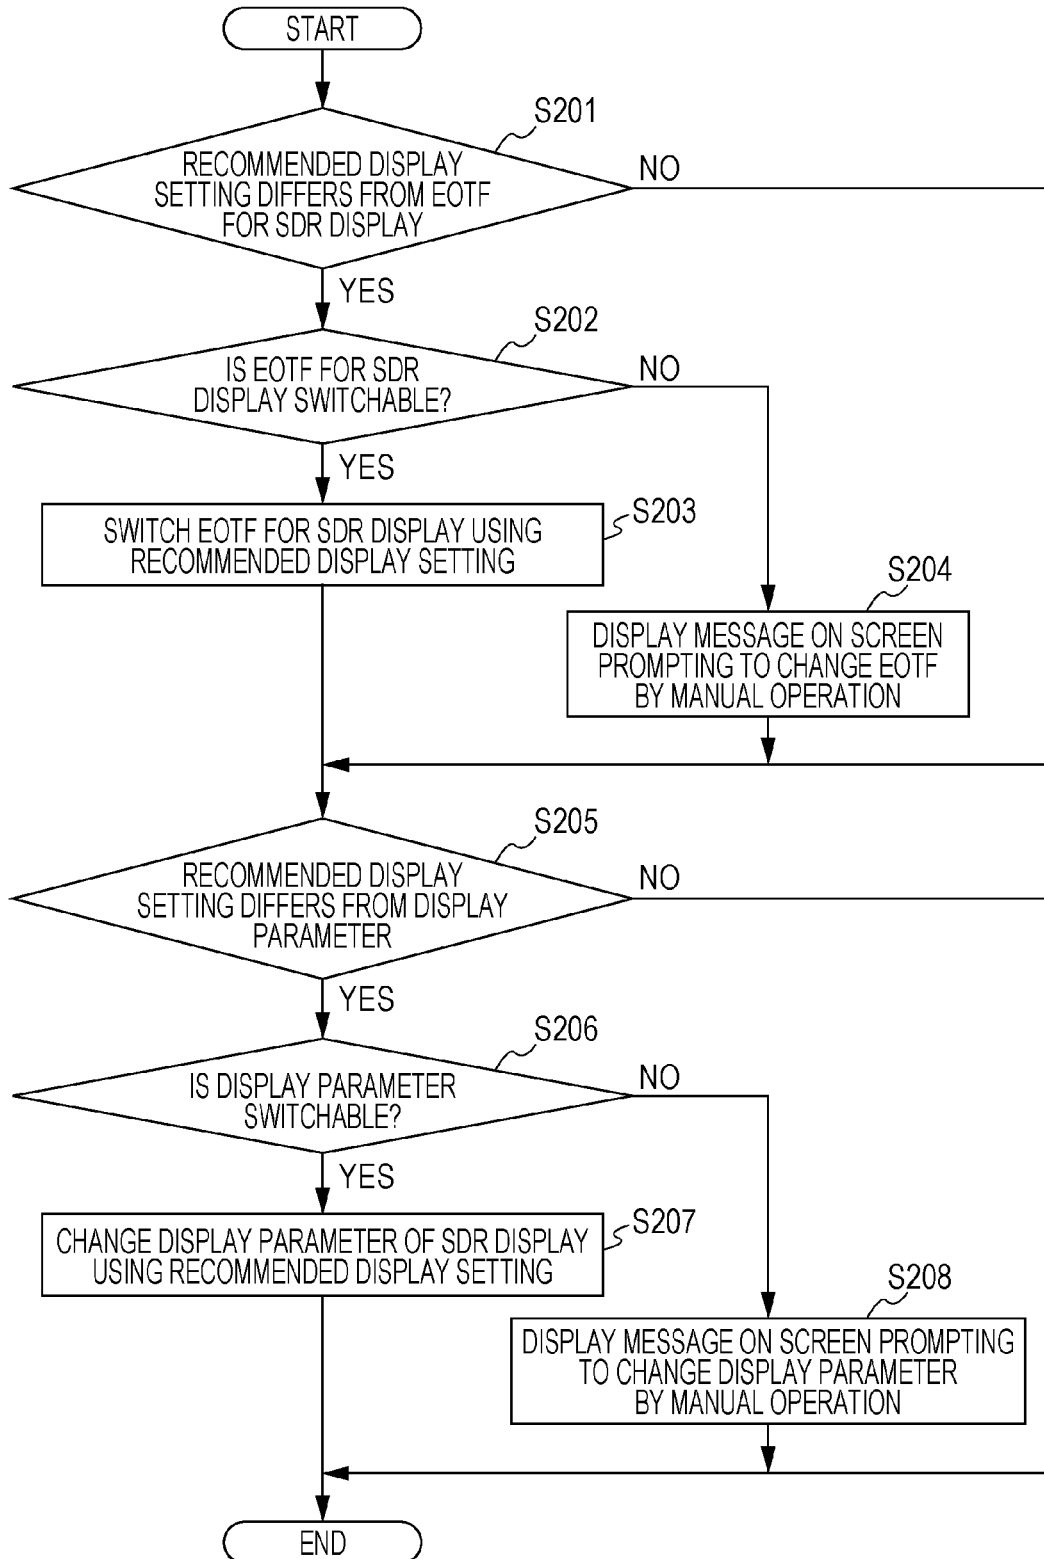 START
S201
RECOMMENDED DISPLAY
SETTING DIFFERS FROM EOTF
FOR SDR DISPLAY
NO
YES
S202
IS EOTF FOR SDR
DISPLAY SWITCHABLE?
NO
YES
S203
SWITCH EOTF FOR SDR DISPLAY USING
RECOMMENDED DISPLAY SETTING
S204
DISPLAY MESSAGE ON SCREEN
PROMPTING TO CHANGE EOTF
BY MANUAL OPERATION
S205
RECOMMENDED DISPLAY
SETTING DIFFERS FROM DISPLAY
PARAMETER
NO
YES
S206
IS DISPLAY PARAMETER
SWITCHABLE?
NO
YES
S207
CHANGE DISPLAY PARAMETER OF SDR DISPLAY
USING RECOMMENDED DISPLAY SETTING
S208
DISPLAY MESSAGE ON SCREEN PROMPTING
TO CHANGE DISPLAY PARAMETER
BY MANUAL OPERATION
END